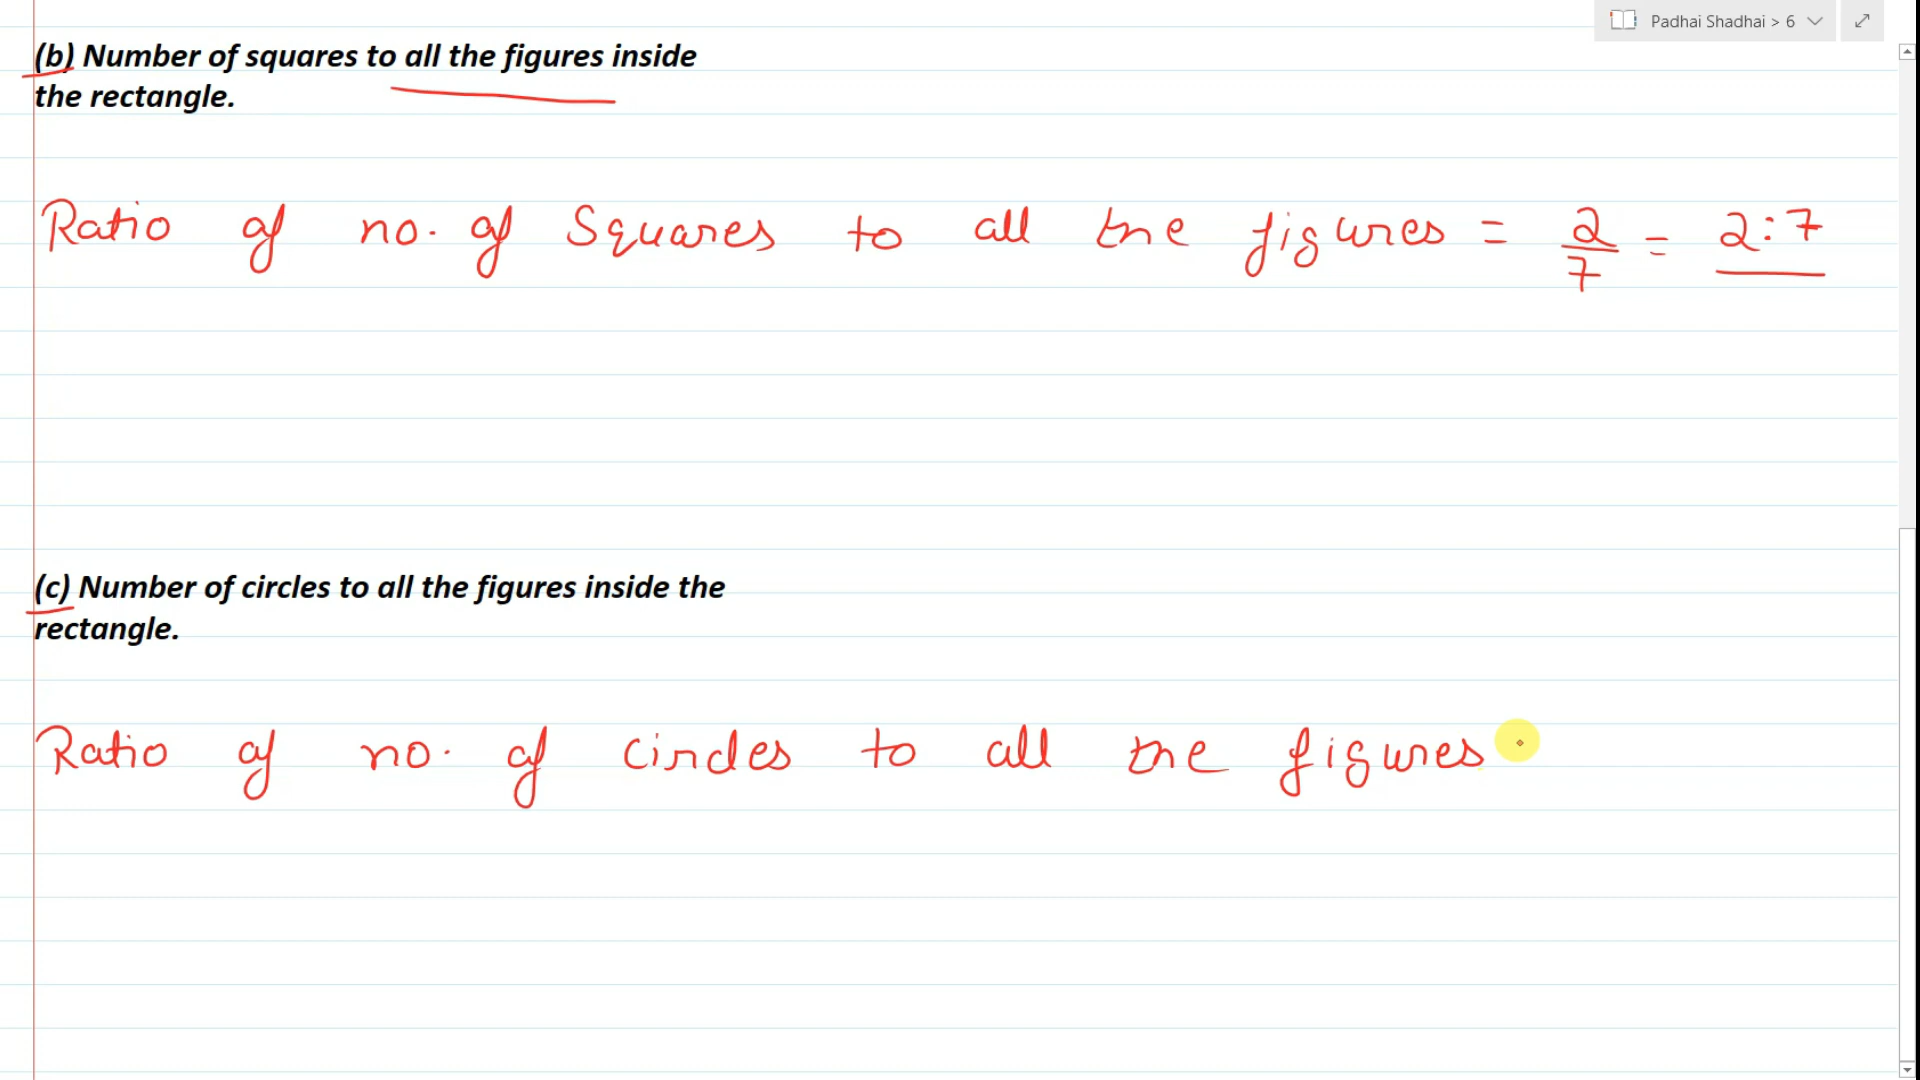 Padhai Shadhai > 6
(b) Number of squares to all the figures inside
the rectangle.
Ratio of no. of Squares to all the figures = 2/7 = 2:7
(c) Number of circles to all the figures inside the
rectangle.
Ratio of no. of circles to all the figures